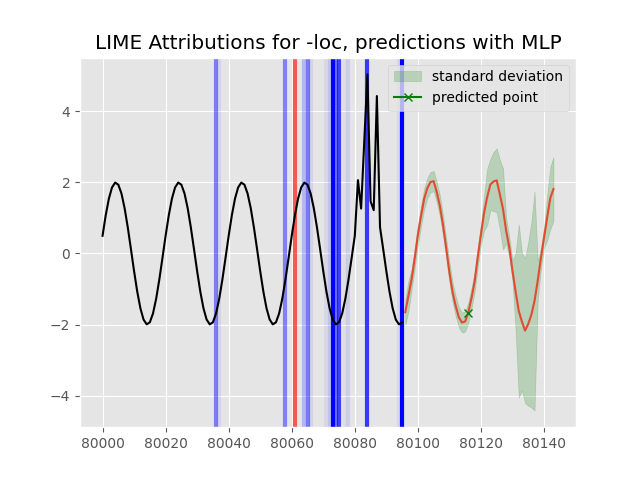 LIME Attributions for -loc, predictions with MLP
standard deviation
predicted point
4
2
0
−2
−4
80000 80020 80040 80060 80080 80100 80120 80140